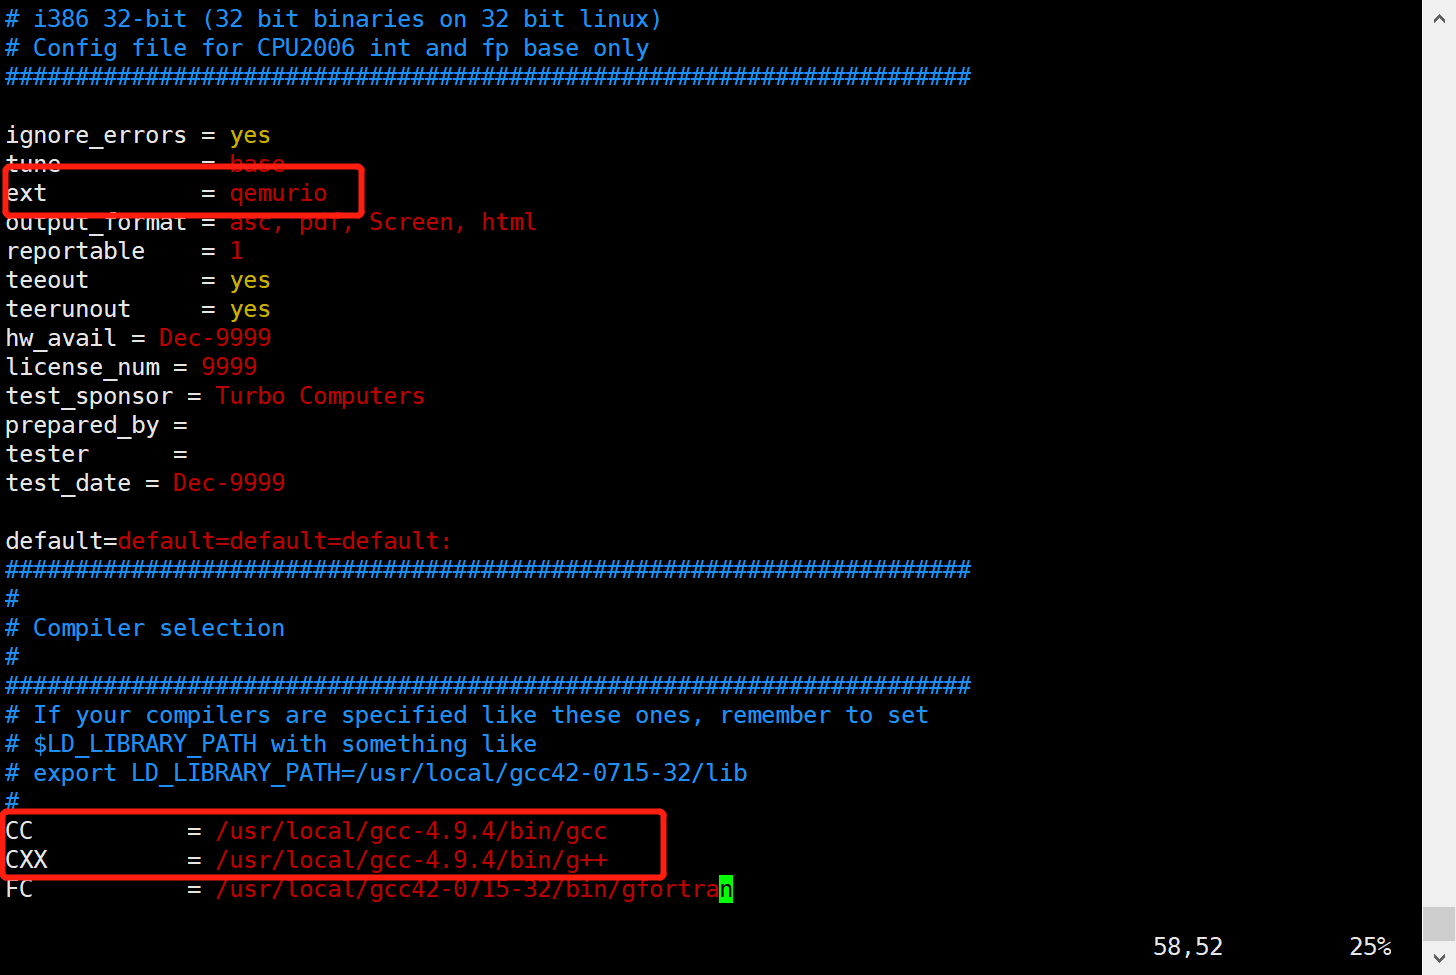 # i386 32-bit (32 bit binaries on 32 bit linux)
# Config file for CPU2006 int and fp base only
#####################################################################
ignore_errors = yes
tune          = base
ext           = qemurio
output_format = asc, pdf, Screen, html
reportable    = 1
teeout        = yes
teerunout     = yes
hw_avail = Dec-9999
license_num = 9999
test_sponsor = Turbo Computers
prepared_by =
tester      =
test_date = Dec-9999
default=default=default=default:
#####################################################################
#
# Compiler selection
#
#####################################################################
# If your compilers are specified like these ones, remember to set
# $LD_LIBRARY_PATH with something like
# export LD_LIBRARY_PATH=/usr/local/gcc42-0715-32/lib
#
CC           = /usr/local/gcc-4.9.4/bin/gcc
CXX          = /usr/local/gcc-4.9.4/bin/g++
FC           = /usr/local/gcc42-0715-32/bin/gfortran
58,52         25%